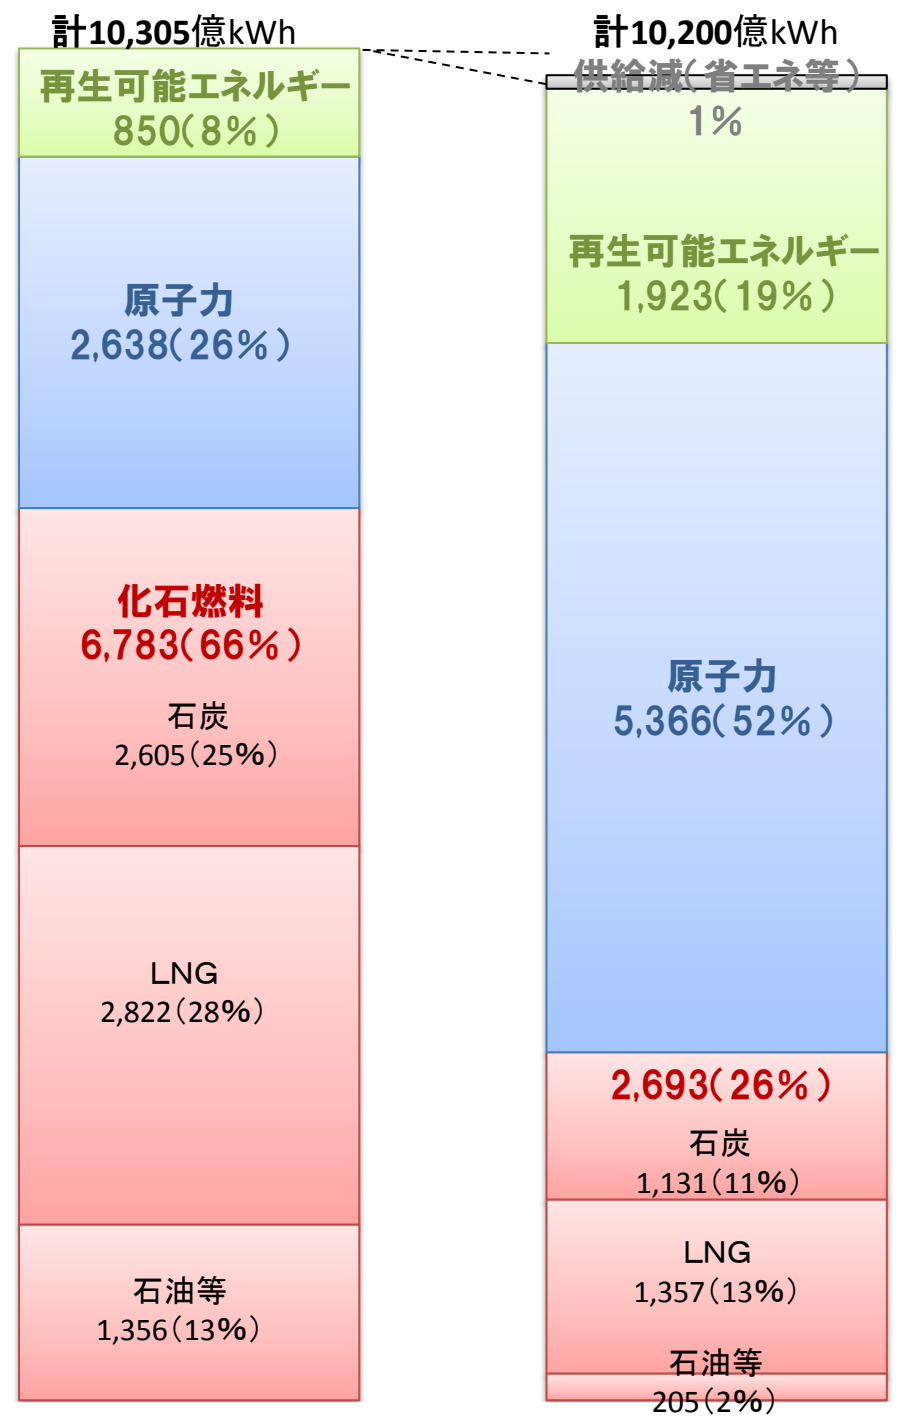 計10,305億kWh
再生可能エネルギー
850(8%)
原子力
2,638(26%)
化石燃料
6,783(66%)
石炭
2,605(25%)
LNG
2,822(28%)
石油等
1,356(13%)
計10,200億kWh
供給減(省エネ等)
1%
再生可能エネルギー
1,923(19%)
原子力
5,366(52%)
2,693(26%)
石炭
1,131(11%)
LNG
1,357(13%)
石油等
205(2%)